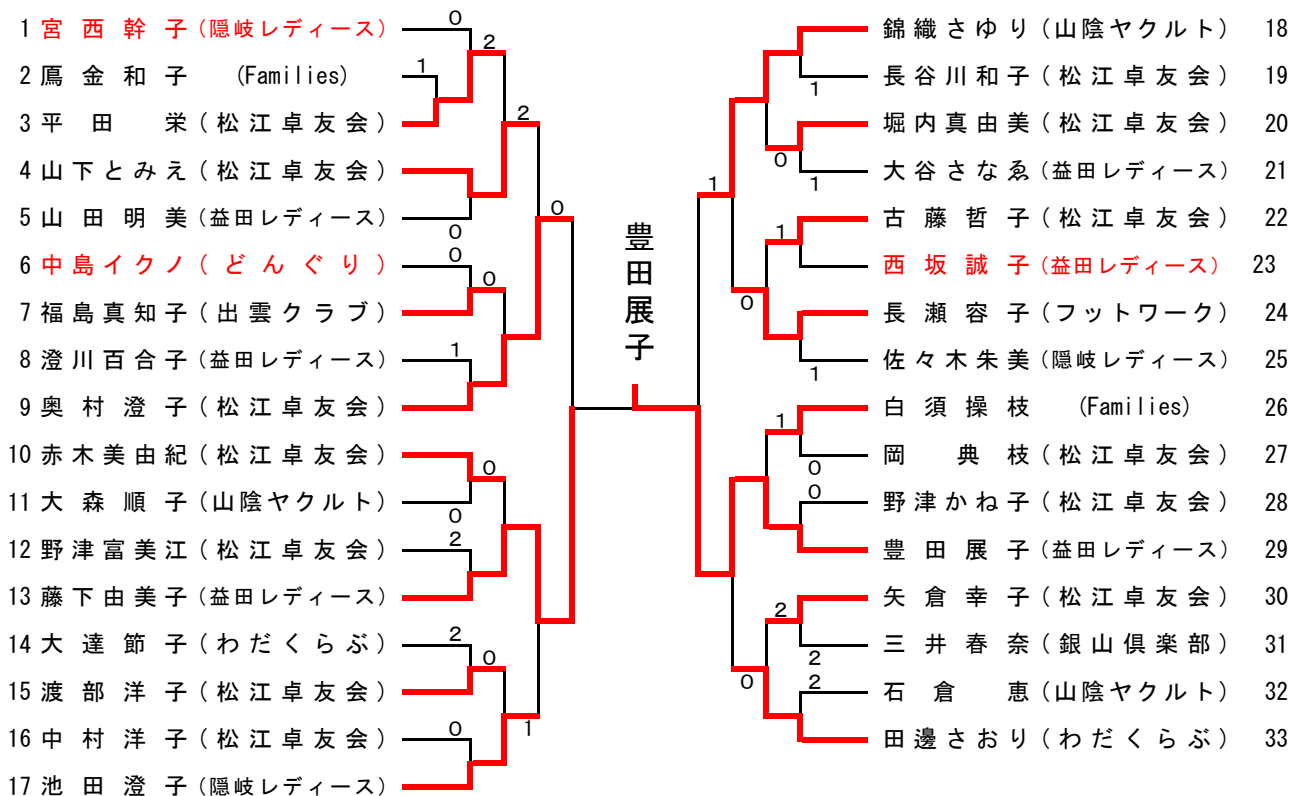 1 宮西幹子(隠岐レディース)
0
2
2 鳫金和子 (Families)
1
2
3 平田 栄(松江卓友会)
4 山下とみえ(松江卓友会)
5 山田明美(益田レディース)
0
0
6 中島イクノ(どんぐり)
0
0
7 福島真知子(出雲クラブ)
8 澄川百合子(益田レディース)
1
9 奥村澄子(松江卓友会)
10 赤木美由紀(松江卓友会)
0
11 大森順子(山陰ヤクルト)
0
12 野津富美江(松江卓友会)
2
13 藤下由美子(益田レディース)
14 大達節子(わだくらぶ)
2
0
15 渡部洋子(松江卓友会)
16 中村洋子(松江卓友会)
0
1
17 池田澄子(隠岐レディース)
豊田展子
錦織さゆり(山陰ヤクルト) 18
長谷川和子(松江卓友会) 19
1
堀内真由美(松江卓友会) 20
0
大谷さなゑ(益田レディース) 21
1
1
古藤哲子(松江卓友会) 22
1
西坂誠子(益田レディース) 23
0
長瀬容子(フットワーク) 24
佐々木朱美(隠岐レディース) 25
1
白須操枝 (Families) 26
1
岡 典枝(松江卓友会) 27
0
野津かね子(松江卓友会) 28
0
豊田展子(益田レディース) 29
矢倉幸子(松江卓友会) 30
2
三井春奈(銀山倶楽部) 31
2
石倉 恵(山陰ヤクルト) 32
2
0
田邊さおり(わだくらぶ) 33